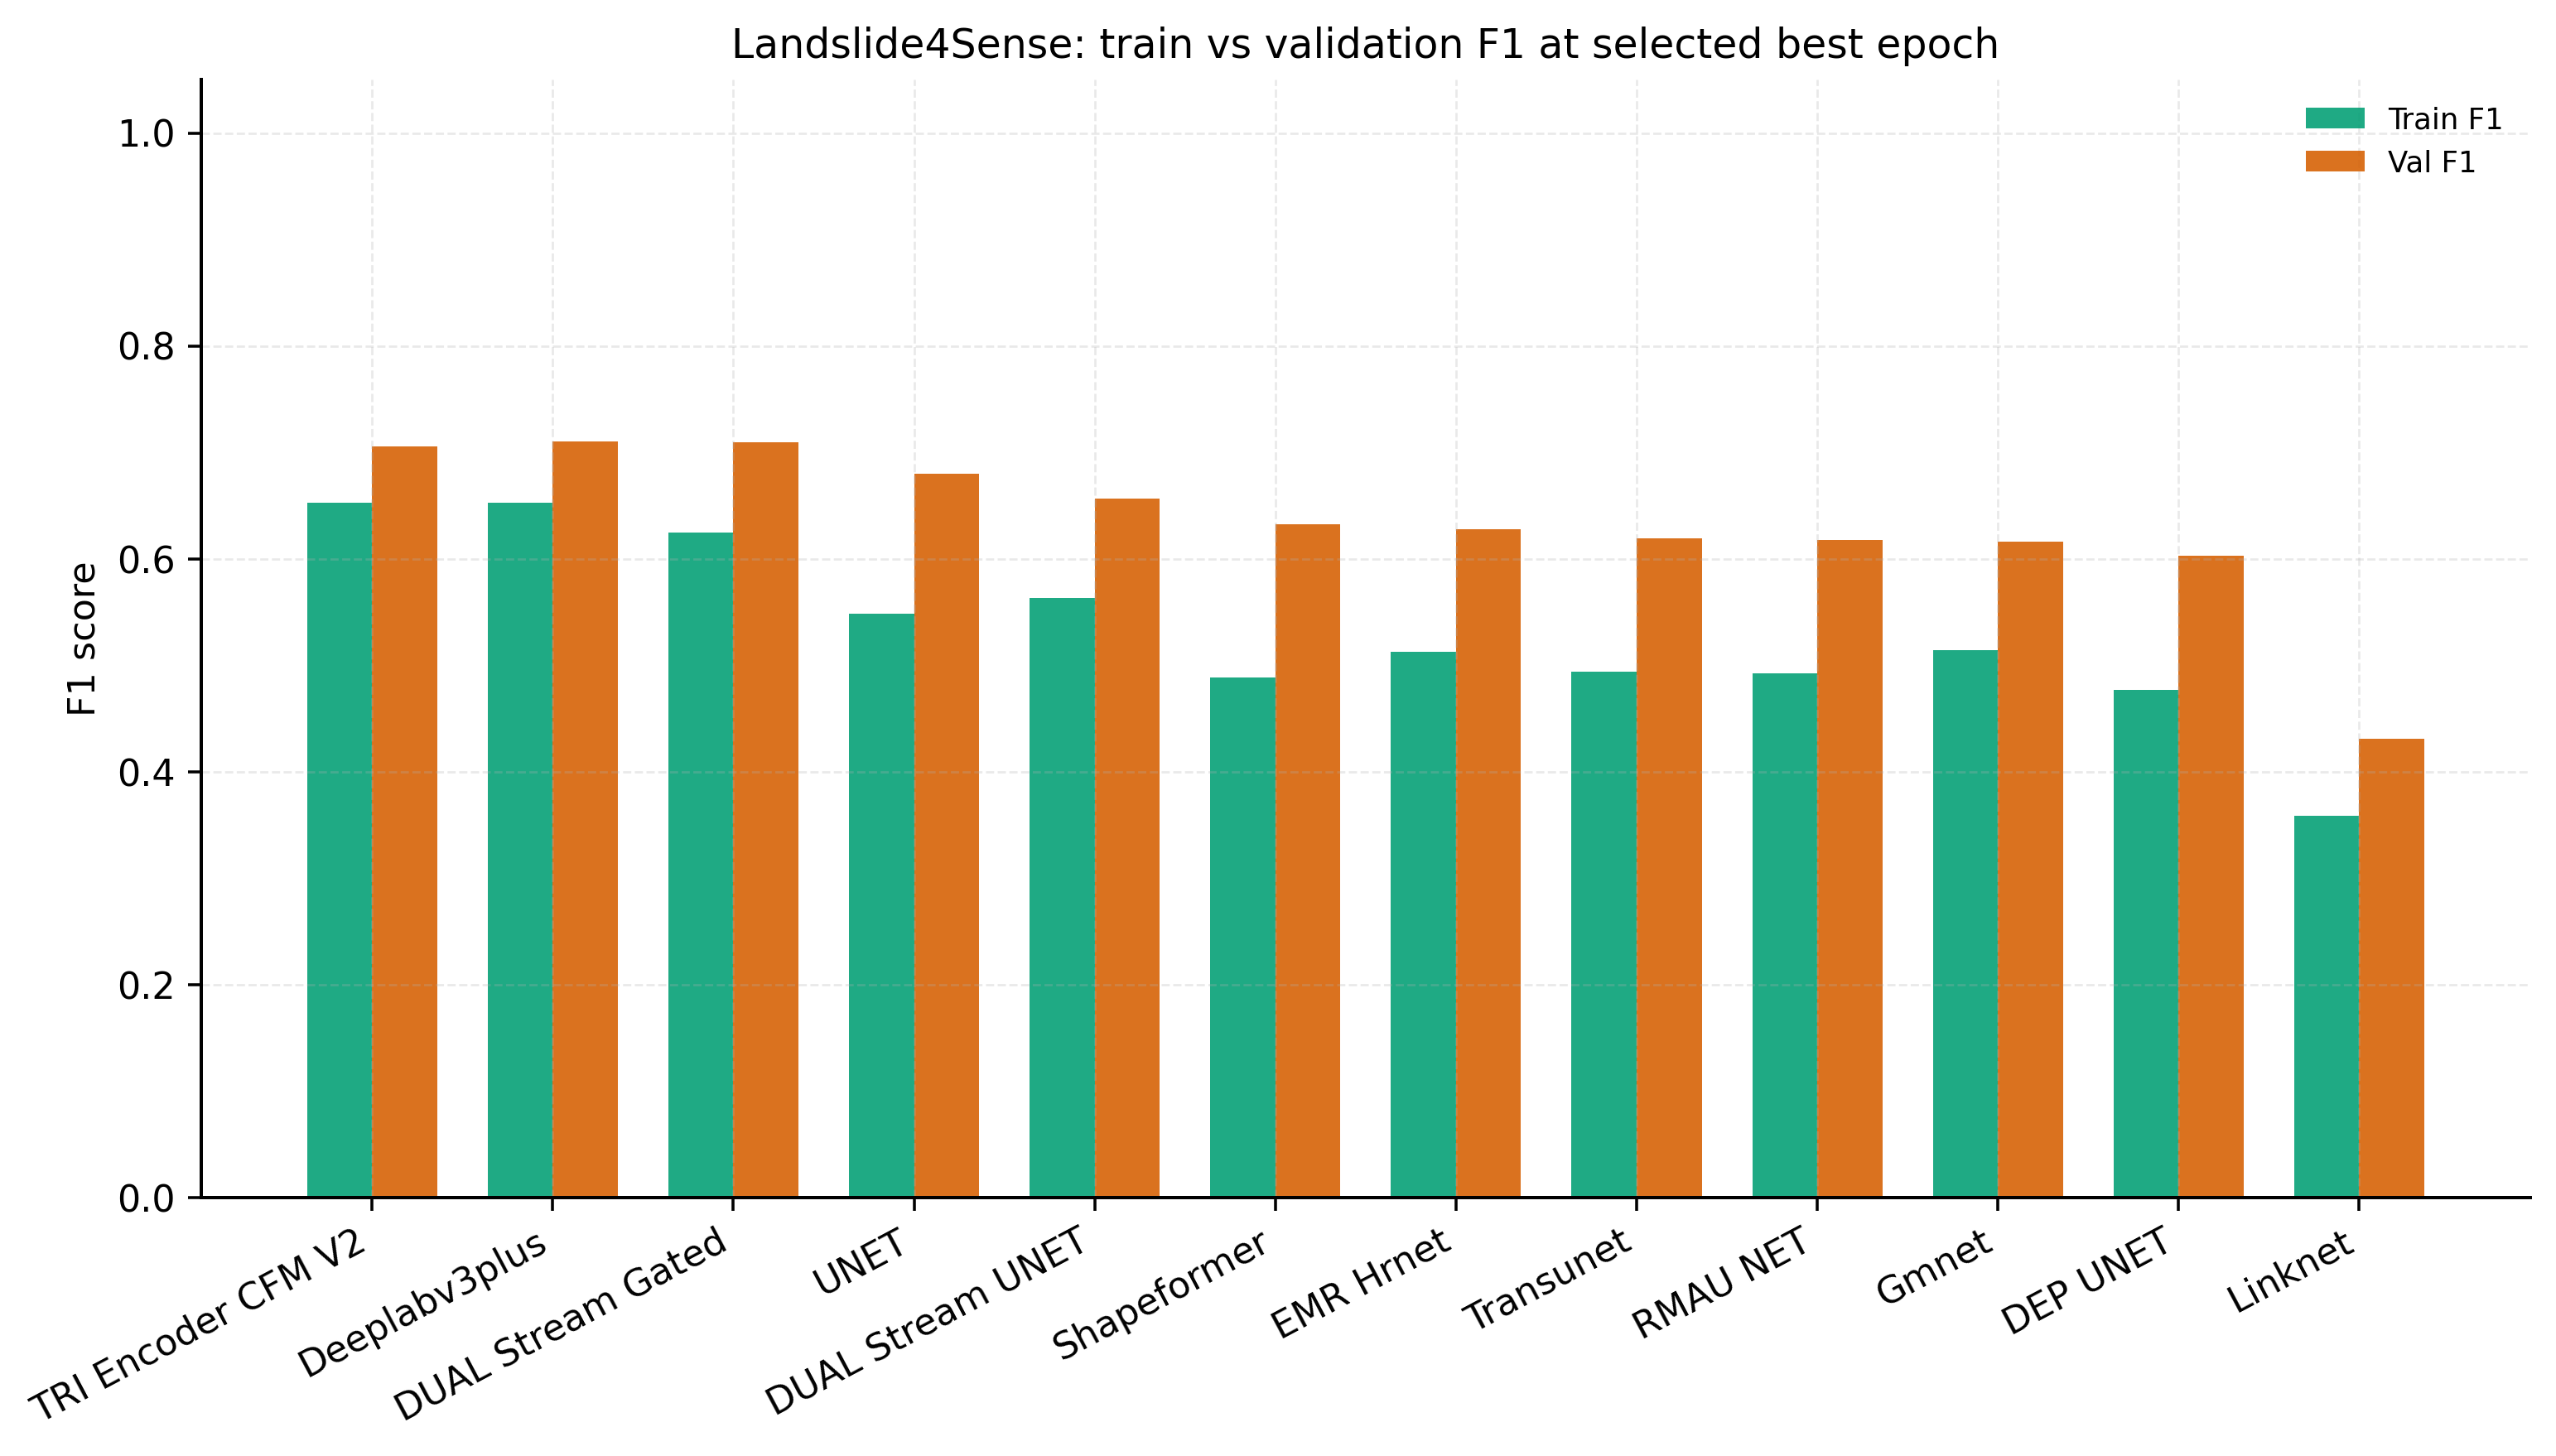 Landslide4Sense: train vs validation F1 at selected best epoch
Train F1
Val F1
F1 score
1.0
0.8
0.6
0.4
0.2
0.0
TRI Encoder CFM V2
Deeplabv3plus
DUAL Stream Gated
UNET
DUAL Stream UNET
Shapeformer
EMR Hrnet
Transunet
RMAU NET
Gmnet
DEP UNET
Linknet